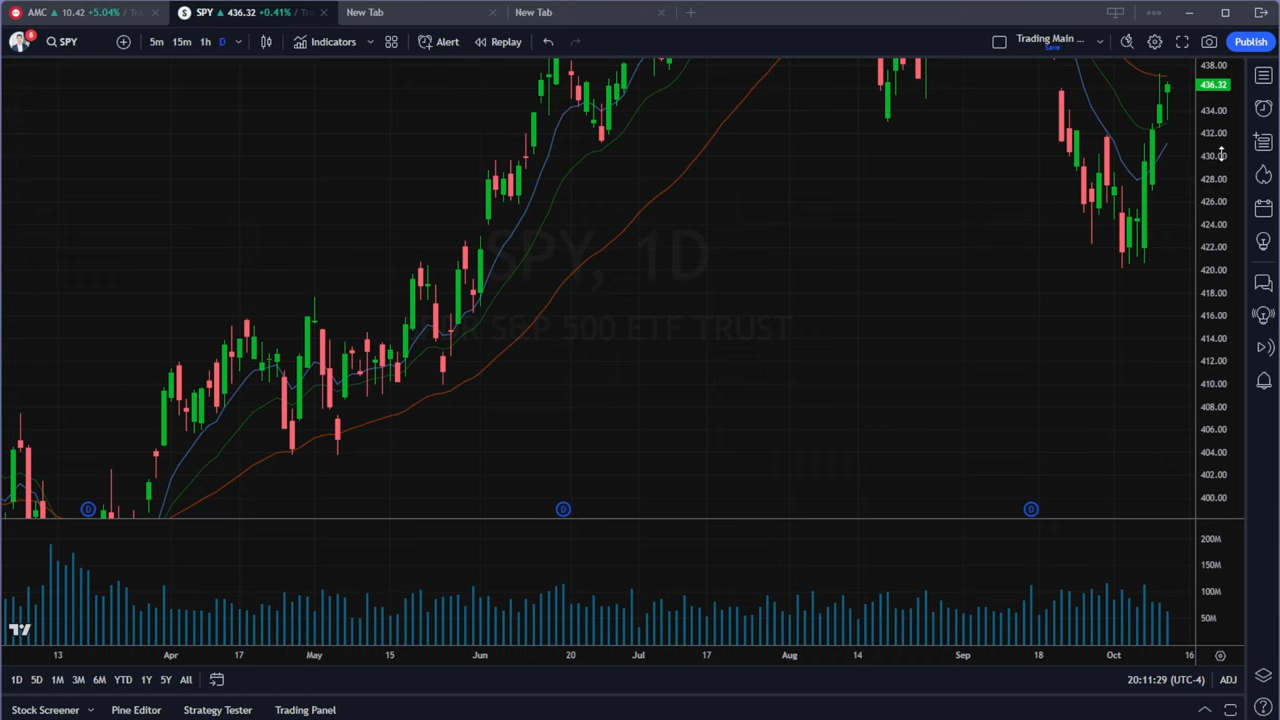 AMC ▲ 10.42 +5.04% / Tr
SPY ▲ 436.32 +0.41% / Tr
New Tab
New Tab
6
SPY
5m 15m 1h D
Indicators
Alert
Replay
Trading Main ...
Save
Publish
SPY, 1D
SPDR S&P 500 ETF TRUST
438.00
436.32
434.00
432.00
430.00
428.00
426.00
424.00
422.00
420.00
418.00
416.00
414.00
412.00
410.00
408.00
406.00
404.00
402.00
400.00
D D D
200M
150M
100M
50M
13 Apr 17 May 15 Jun 20 Jul 17 Aug 14 Sep 18 Oct 16
1D 5D 1M 3M 6M YTD 1Y 5Y All
20:11:29 (UTC-4) ADJ
Stock Screener Pine Editor Strategy Tester Trading Panel